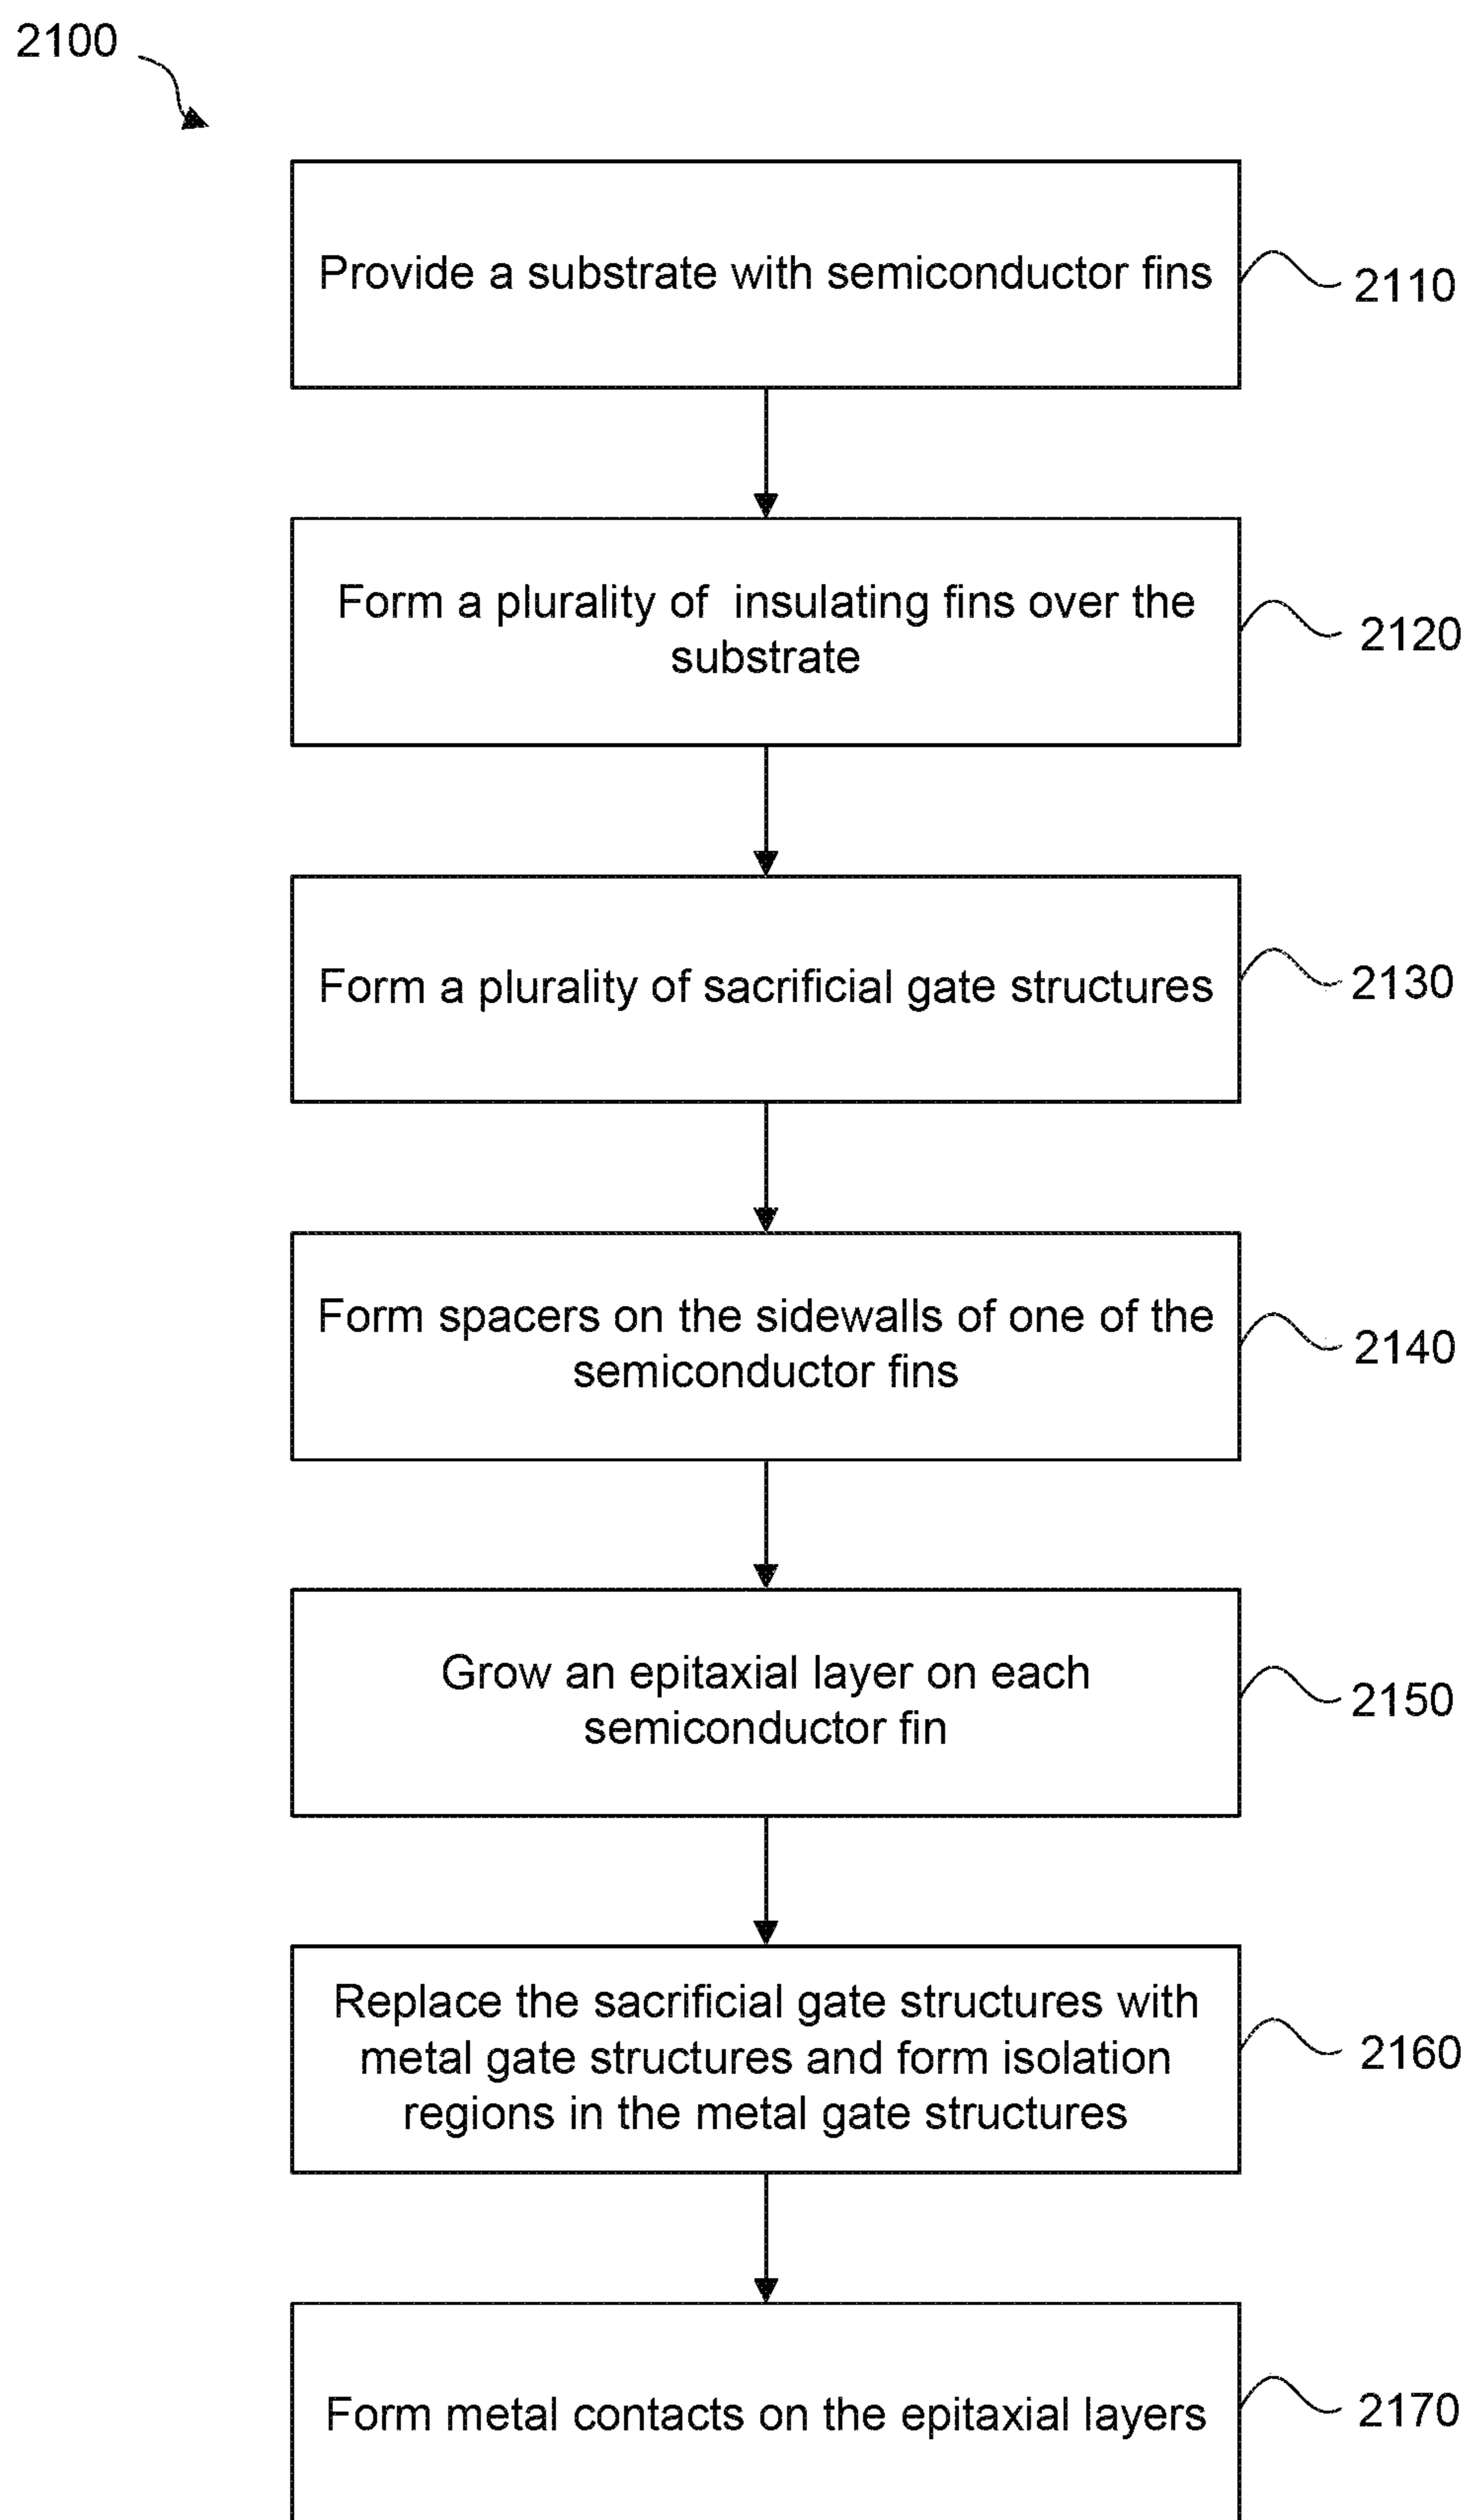 2100
Provide a substrate with semiconductor fins
2110
Form a plurality of  insulating fins over the
substrate
2120
Form a plurality of sacrificial gate structures
2130
Form spacers on the sidewalls of one of the
semiconductor fins
2140
Grow an epitaxial layer on each
semiconductor fin
2150
Replace the sacrificial gate structures with
metal gate structures and form isolation
regions in the metal gate structures
2160
Form metal contacts on the epitaxial layers
2170